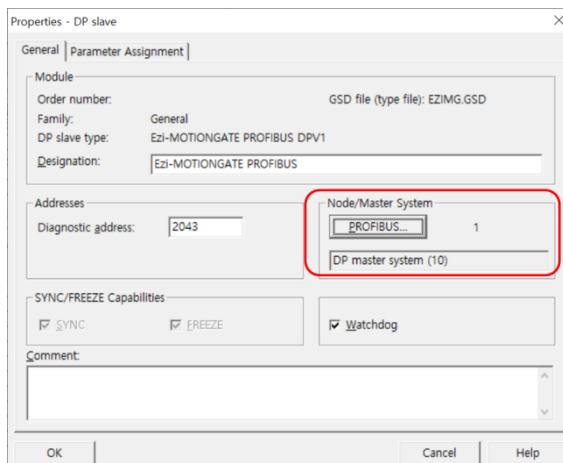 Properties - DP slave
General
Parameter Assignment
Module
Order number:
GSD file (type file): EZIMG.GSD
Family:
General
DP slave type:
Ezi-MOTIONGATE PROFIBUS DPV1
Designation:
Ezi-MOTIONGATE PROFIBUS
Addresses
Diagnostic address:
2043
Node/Master System
PROFIBUS...
1
DP master system (10)
SYNC/FREEZE Capabilities
SYNC
FREEZE
Watchdog
Comment:
OK
Cancel
Help